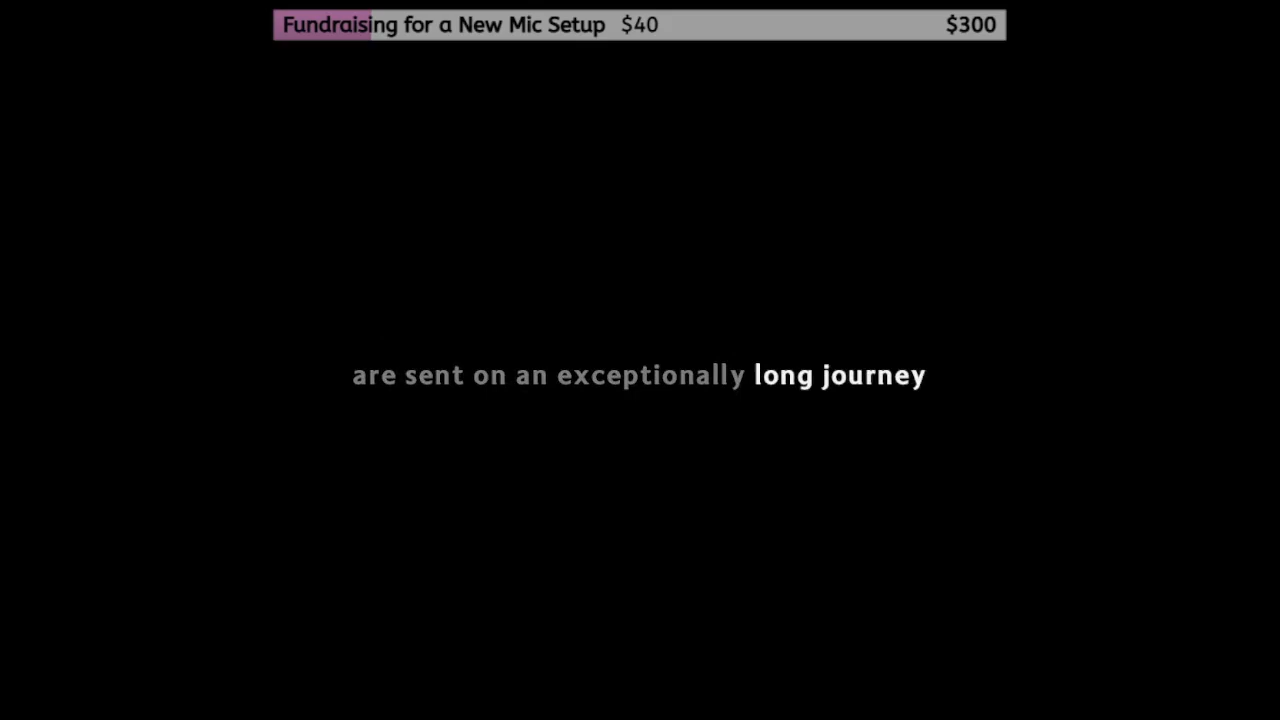 Fundraising for a New Mic Setup $40 $300
are sent on an exceptionally long journey